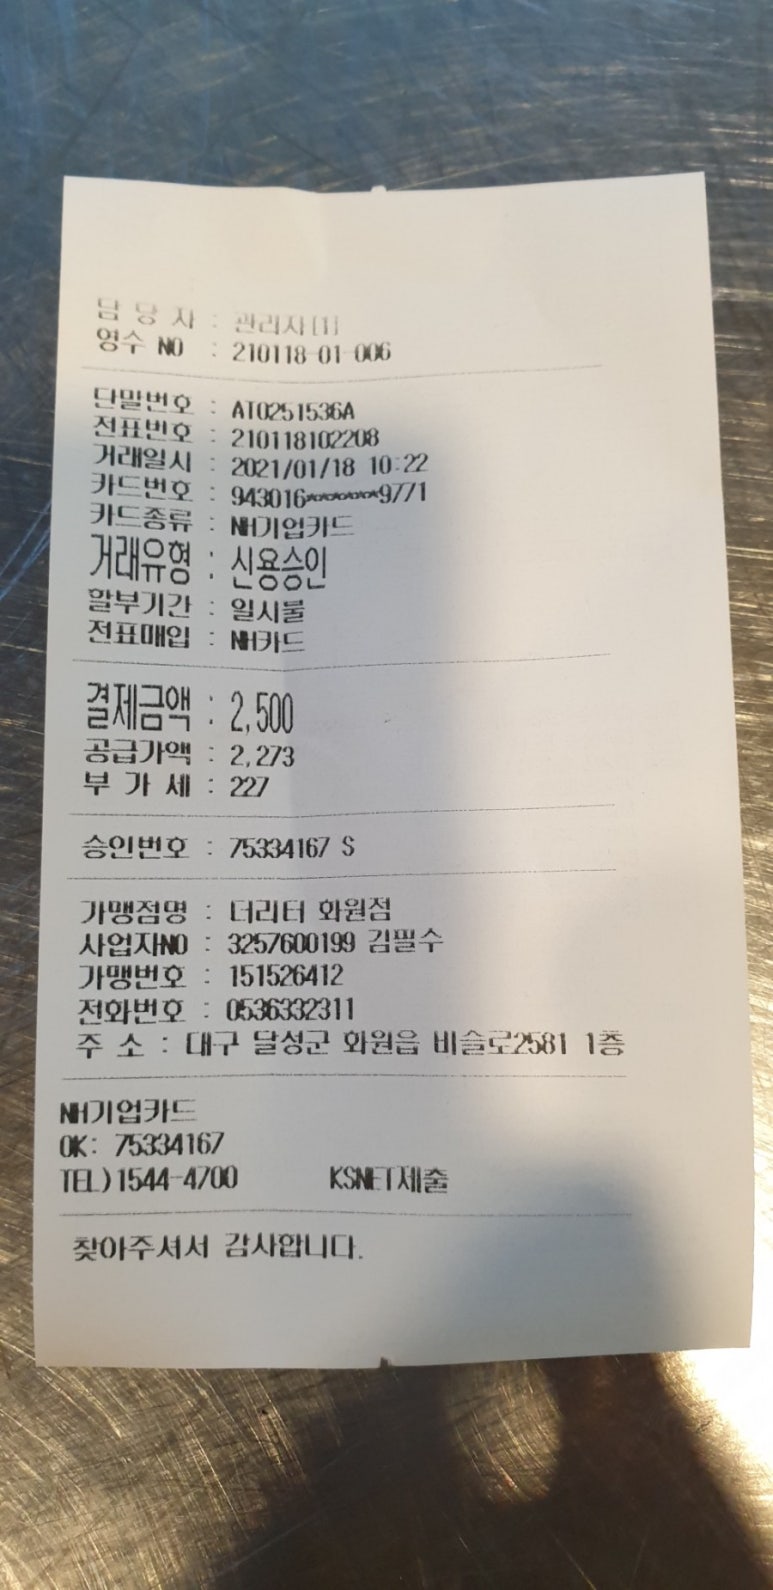 담 당 자 : 관리자[1]
영수 NO : 210118-01-006
단말번호 : AT0251536A
전표번호 : 210118102208
거래일시 : 2021/01/18 10:22
카드번호 : 943016*******9771
카드종류 : NH기업카드
거래유형 : 신용승인
할부기간 : 일시불
전표매입 : NH카드
결제금액 : 2,500
공급가액 : 2,273
부 가 세 : 227
승인번호 : 75334167 S
가맹점명 : 더리터 화원점
사업자NO : 3257600199 김필수
가맹번호 : 151526412
전화번호 : 0536332311
주 소 : 대구 달성군 화원읍 비슬로2581 1층
NH기업카드
OK: 75334167
TEL)1544-4700 KSNET제출
찾아주셔서 감사합니다.